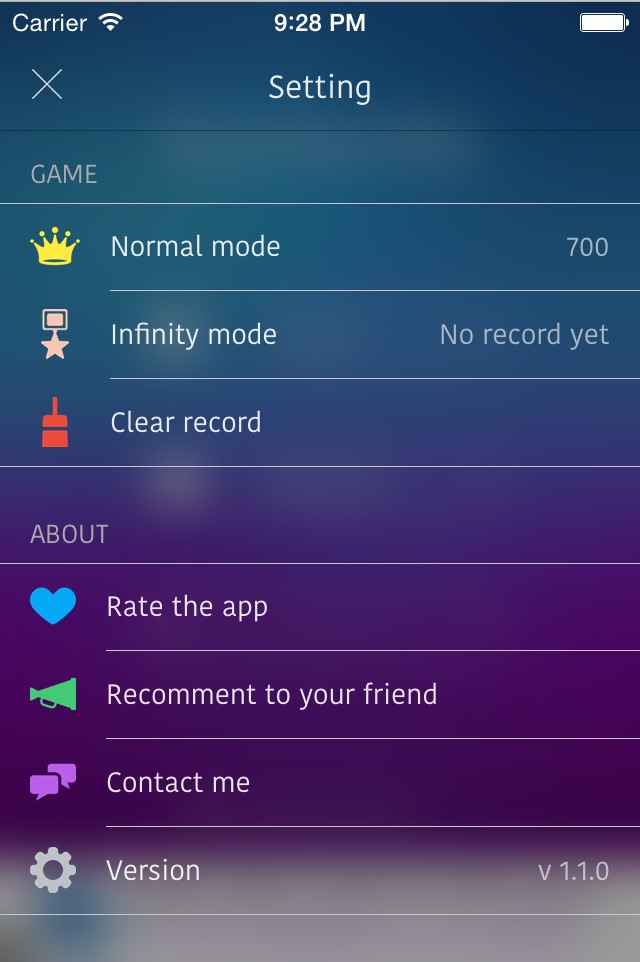 Carrier 9:28 PM
Setting
GAME
Normal mode 700
Infinity mode No record yet
Clear record
ABOUT
Rate the app
Recomment to your friend
Contact me
Version v 1.1.0